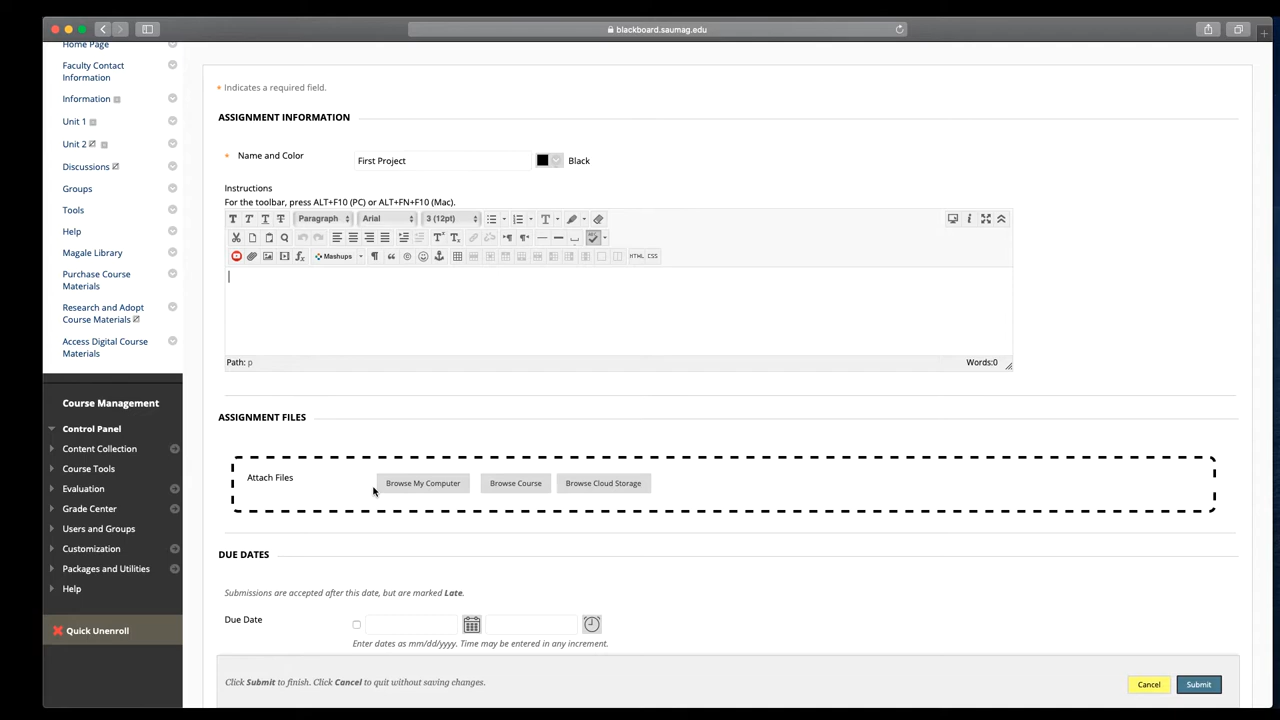 blackboard.saumag.edu
Home Page
Faculty Contact
Information
Information
Unit 1
Unit 2
Discussions
Groups
Tools
Help
Magale Library
Purchase Course
Materials
Research and Adopt
Course Materials
Access Digital Course
Materials
Course Management
Control Panel
Content Collection
Course Tools
Evaluation
Grade Center
Users and Groups
Customization
Packages and Utilities
Help
Quick Unenroll
* Indicates a required field.
ASSIGNMENT INFORMATION
* Name and Color
First Project
Black
Instructions
For the toolbar, press ALT+F10 (PC) or ALT+FN+F10 (Mac).
T T T T Paragraph Arial 3 (12pt) T
Mashups HTML CSS
Path: p Words:0
ASSIGNMENT FILES
Attach Files Browse My Computer Browse Course Browse Cloud Storage
DUE DATES
Submissions are accepted after this date, but are marked Late.
Due Date
Enter dates as mm/dd/yyyy. Time may be entered in any increment.
Click Submit to finish. Click Cancel to quit without saving changes.
Cancel Submit